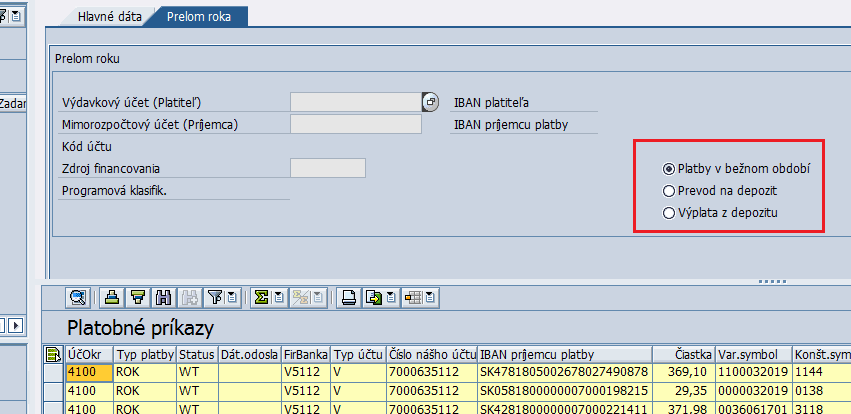 Hlavné dáta Prelom roka
Prelom roku
Zadar
Výdavkový účet (Platiteľ) IBAN platiteľa
Mimorozpočtový účet (Príjemca) IBAN príjemcu platby
Kód účtu
Zdroj financovania Platby v bežnom období
Programová klasifik. Prevod na depozit
Výplata z depozitu
Platobné príkazy
ÚčOkr Typ platby Status Dát.odosla FirBanka Typ účtu Číslo nášho účtu IBAN príjemcu platby Čiastka Var.symbol Konšt.sym
4100 ROK WT V5112 V 7000635112 SK4781805002678027490878 369,10 1100032019 1144
4100 ROK WT V5112 V 7000635112 SK0581800000007000198215 29,35 0000032019 0138
4100 ROK WT V5112 V 7000635112 SK4281800000007000221411 371,98 0036061701 3118